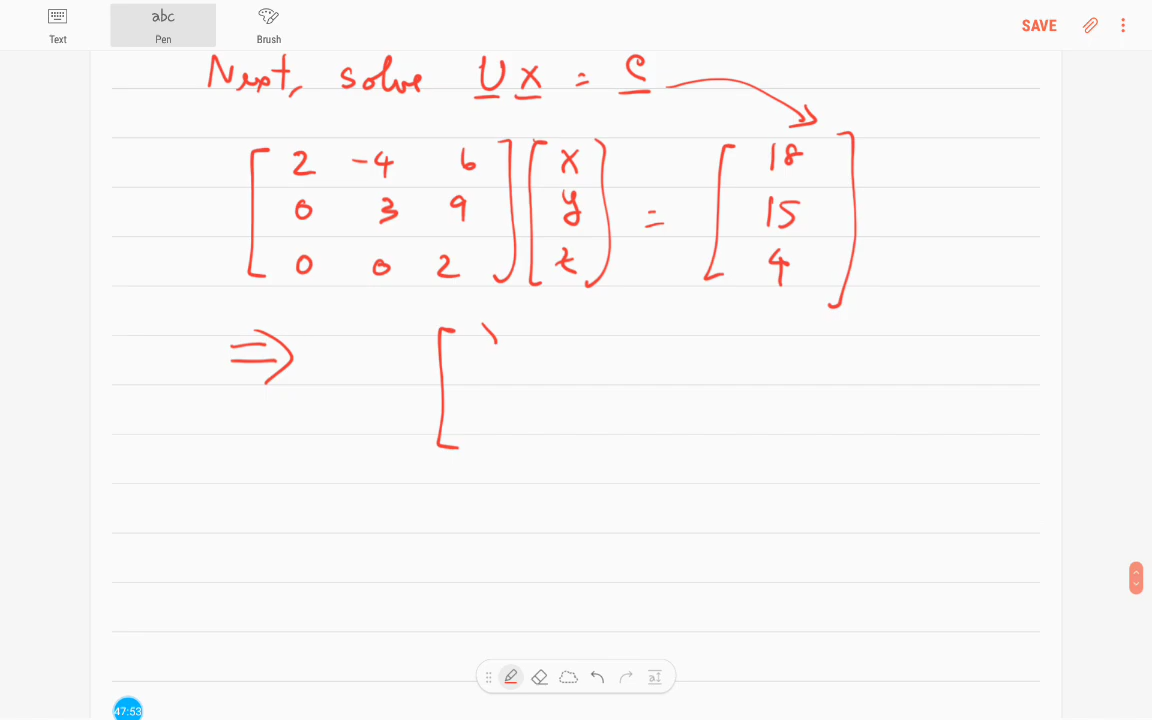 Text
abc
Pen
Brush
SAVE
Next, solve U X = C
[ 2 -4 6 ] [ x ] = [ 18 ]
[ 0 3 9 ] [ y ] [ 15 ]
[ 0 0 2 ] [ z ] [ 4 ]
⇒ [
47:53